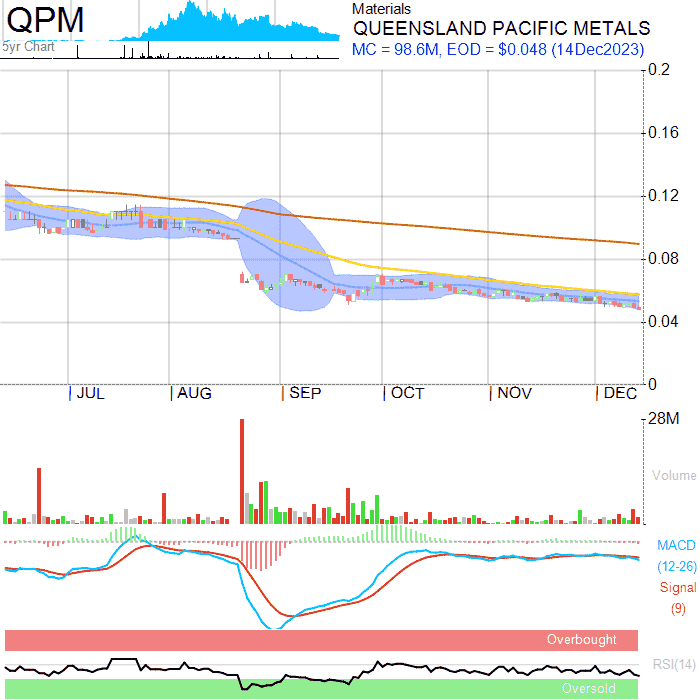 QPM
5yr Chart
Materials
QUEENSLAND PACIFIC METALS
MC = 98.6M, EOD = $0.048 (14Dec2023)
0.2
0.16
0.12
0.08
0.04
0
JUL AUG SEP OCT NOV DEC
28M
Volume
MACD
(12-26)
Signal
(9)
Overbought
RSI(14)
Oversold